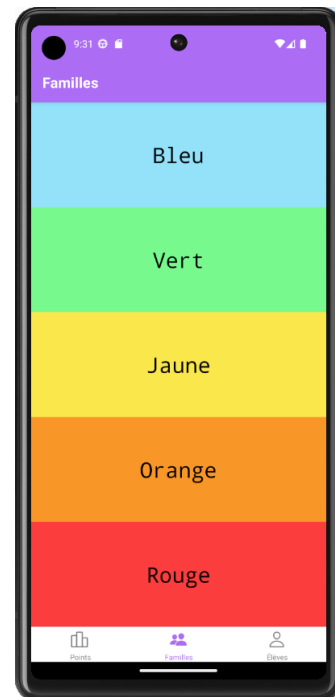 9:31
Familles
Bleu
Vert
Jaune
Orange
Rouge
Points Familles Élèves